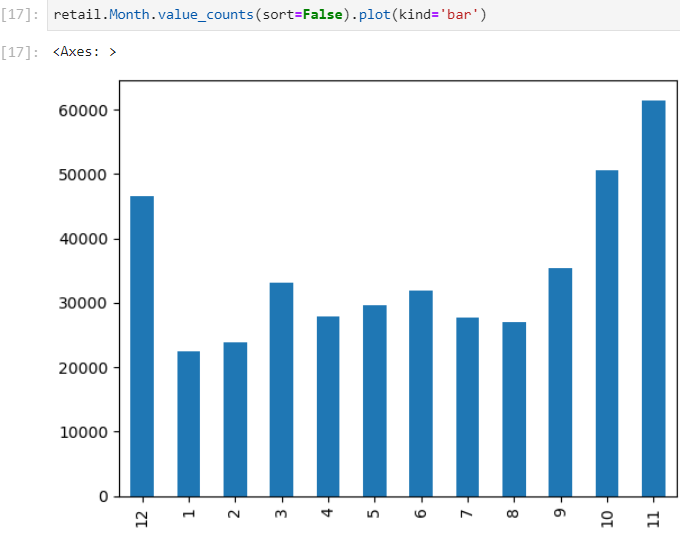 [17]: retail.Month.value_counts(sort=False).plot(kind='bar')
[17]: <Axes: >
60000
50000
40000
30000
20000
10000
0
12 1 2 3 4 5 6 7 8 9 10 11